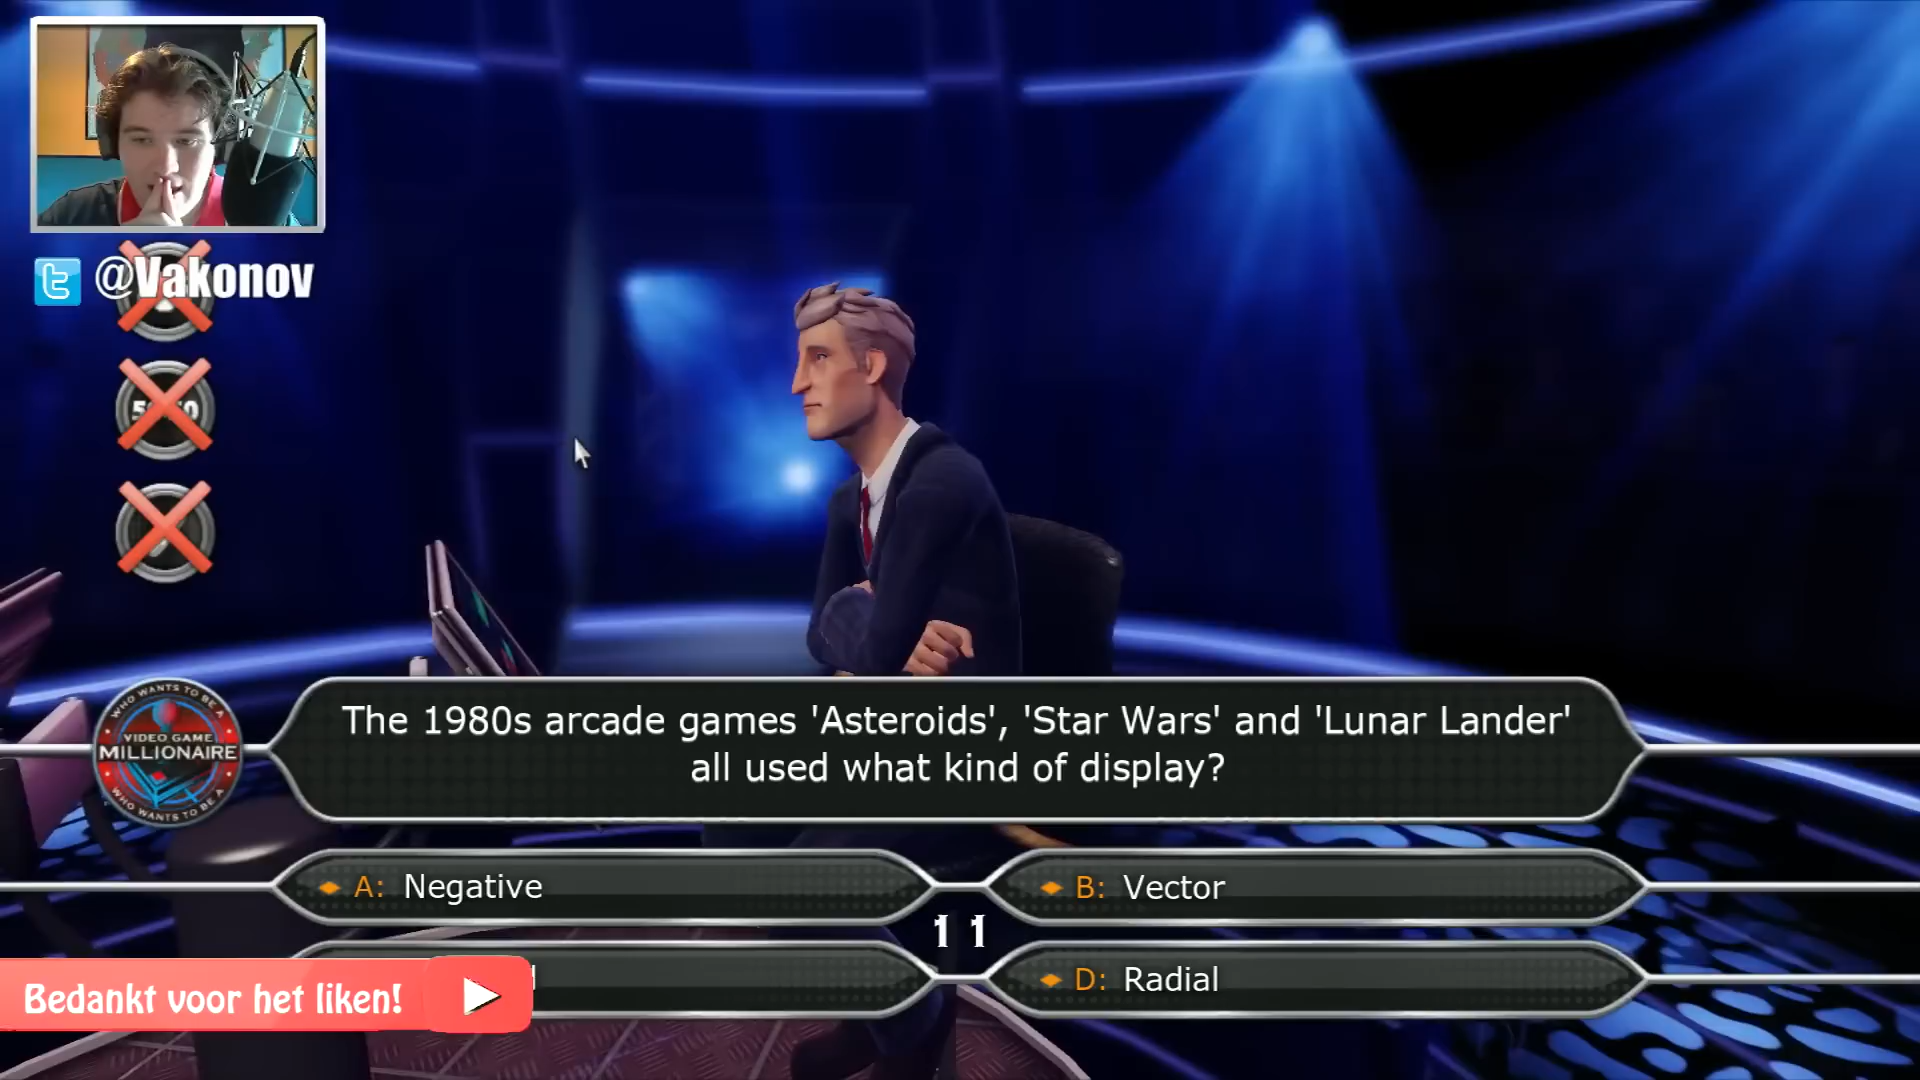 @Vakonov
The 1980s arcade games 'Asteroids', 'Star Wars' and 'Lunar Lander'
all used what kind of display?
WHO WANTS TO BE A
VIDEO GAME
MILLIONAIRE
WHO WANTS TO BE A
A: Negative
B: Vector
11
D: Radial
Bedankt voor het liken!